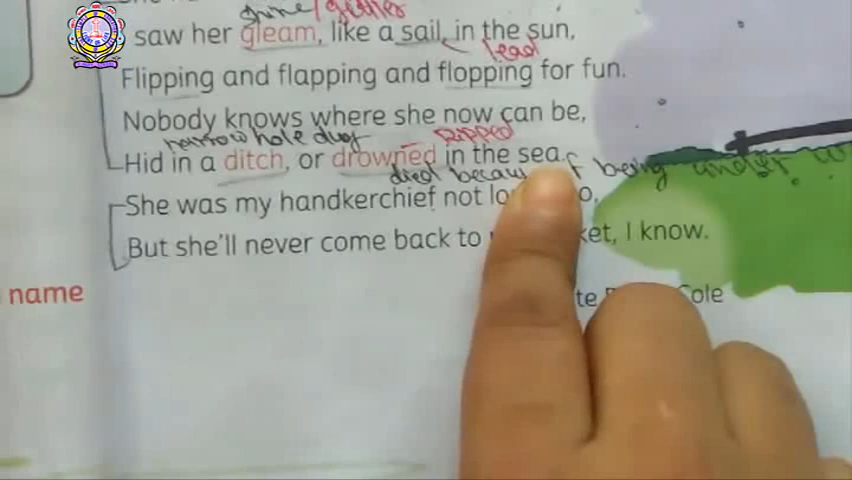 shine/glitter
saw her gleam, like a sail, in the sun,
lead
Flipping and flapping and flopping for fun.
Nobody knows where she now can be,
narrow hole dug
ripped
Hid in a ditch, or drowned in the sea.
died because of being under
She was my handkerchief not lo o,
But she'll never come back to ket, I know.
name
te Cole